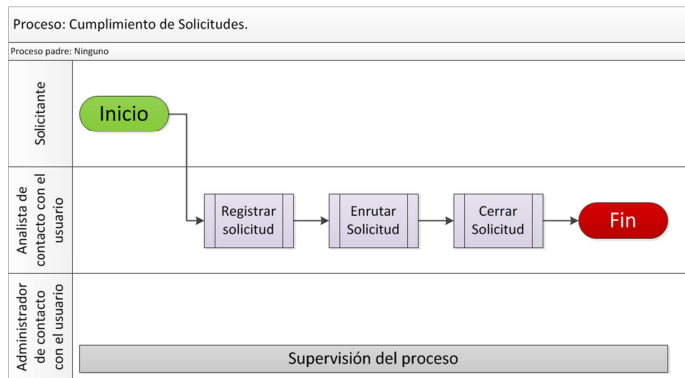 Proceso: Cumplimiento de Solicitudes.
Proceso padre: Ninguno
Solicitante
Inicio
Analista de
contacto con el
usuario
Registrar
solicitud
Enrutar
Solicitud
Cerrar
Solicitud
Fin
Administrador
de contacto
con el usuario
Supervisión del proceso